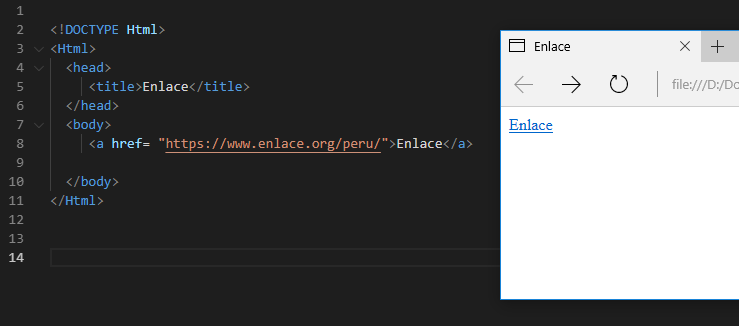 1
2 <!DOCTYPE Html>
3 <Html>
4 <head>
5 <title>Enlace</title>
6 </head>
7 <body>
8 <a href= "https://www.enlace.org/peru/">Enlace</a>
9
10 </body>
11 </Html>
12
13
14
Enlace
file:///D:/Do
Enlace